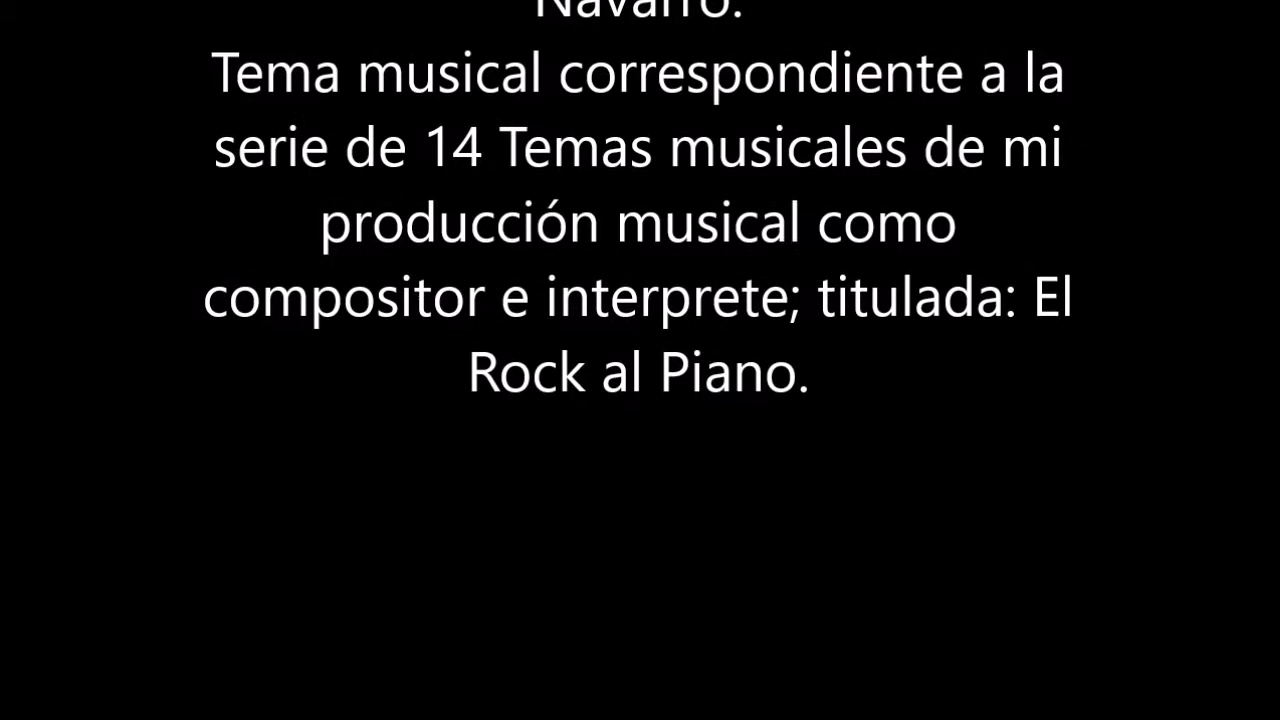 Navarro.
Tema musical correspondiente a la
serie de 14 Temas musicales de mi
producción musical como
compositor e interprete; titulada: El
Rock al Piano.